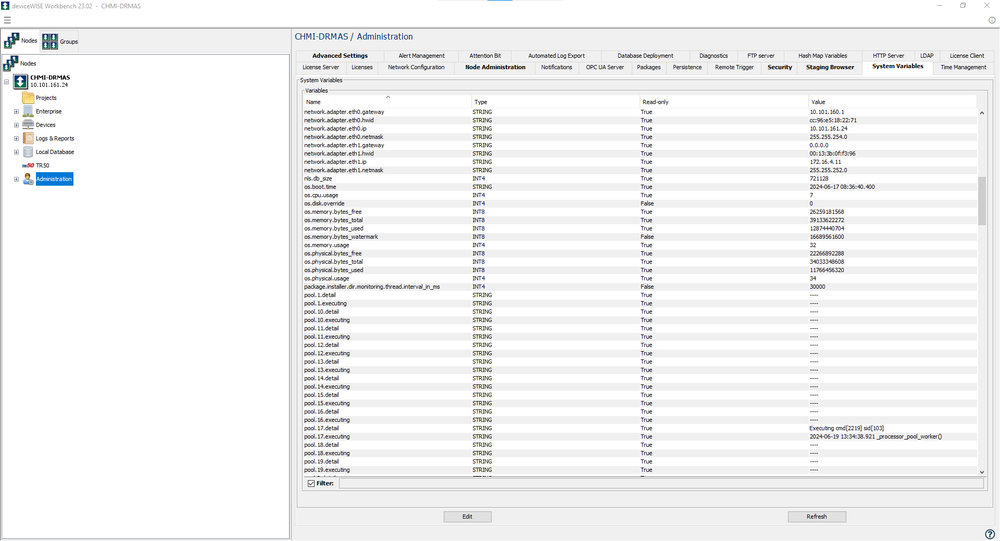 deviceWISE Workbench 23.02 - CHMI-DRMAS
Nodes
Groups
Nodes
CHMI-DRMAS
10.101.161.24
Projects
Enterprise
Devices
Logs & Reports
Local Database
TR50 TR50
Administration
CHMI-DRMAS / Administration
Advanced Settings Alert Management Attention Bit Automated Log Export Database Deployment Diagnostics FTP server Hash Map Variables HTTP Server LDAP License Client
License Server Licenses Network Configuration Node Administration Notifications OPC UA Server Packages Persistence Remote Trigger Security Staging Browser System Variables Time Management
System Variables
Variables
Name Type Read-only Value
network.adapter.eth0.gateway STRING True 10.101.160.1
network.adapter.eth0.hwid STRING True cc:96:e5:18:22:71
network.adapter.eth0.ip STRING True 10.101.161.24
network.adapter.eth0.netmask STRING True 255.255.254.0
network.adapter.eth1.gateway STRING True 0.0.0.0
network.adapter.eth1.hwid STRING True 00:13:3b:0f:f3:96
network.adapter.eth1.ip STRING True 172.16.4.11
network.adapter.eth1.netmask STRING True 255.255.252.0
nls.db_size INT4 True 721128
os.boot.time STRING True 2024-06-17 08:36:40.400
os.cpu.usage INT4 True 7
os.disk.override INT4 False 0
os.memory.bytes_free INT8 True 26259181568
os.memory.bytes_total INT8 True 39133622272
os.memory.bytes_used INT8 True 12874440704
os.memory.bytes_watermark INT8 False 16689561600
os.memory.usage INT4 True 32
os.physical.bytes_free INT8 True 22266892288
os.physical.bytes_total INT8 True 34033348608
os.physical.bytes_used INT8 True 11766456320
os.physical.usage INT4 True 34
package.installer.dir.monitoring.thread.interval_in_ms INT4 False 30000
pool.1.detail STRING True ----
pool.1.executing STRING True ----
pool.10.detail STRING True ----
pool.10.executing STRING True ----
pool.11.detail STRING True ----
pool.11.executing STRING True ----
pool.12.detail STRING True ----
pool.12.executing STRING True ----
pool.13.detail STRING True ----
pool.13.executing STRING True ----
pool.14.detail STRING True ----
pool.14.executing STRING True ----
pool.15.detail STRING True ----
pool.15.executing STRING True ----
pool.16.detail STRING True ----
pool.16.executing STRING True ----
pool.17.detail STRING True Executing cmd[2219] sid[103]
pool.17.executing STRING True 2024-06-19 13:34:38.921 _processor_pool_worker()
pool.18.detail STRING True ----
pool.18.executing STRING True ----
pool.19.detail STRING True ----
pool.19.executing STRING True ----
Filter:
Edit Refresh